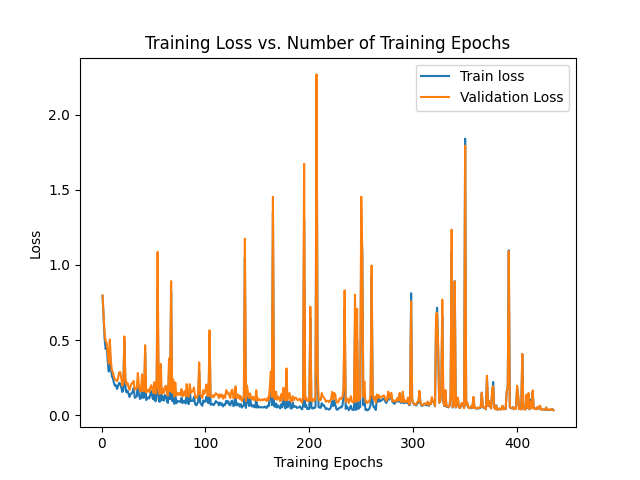 Training Loss vs. Number of Training Epochs
Train loss
Validation Loss
2.0
1.5
1.0
0.5
0.0
Loss
0 100 200 300 400
Training Epochs